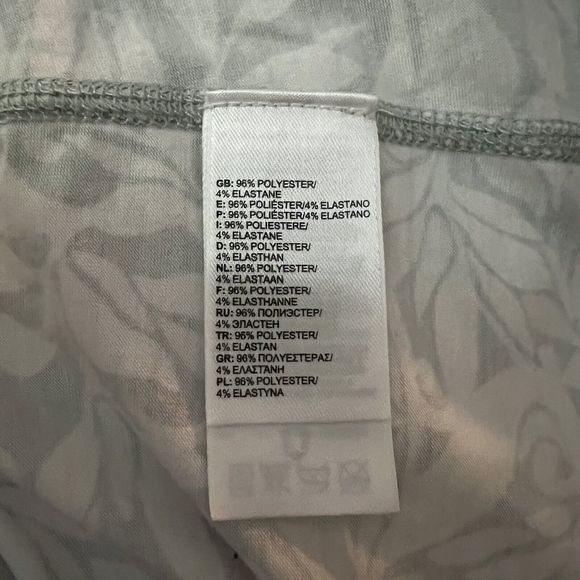 GB: 96% POLYESTER/
4% ELASTANE
E: 96% POLIÉSTER/4% ELASTANO
P: 96% POLIÉSTER/4% ELASTANO
I: 96% POLIESTERE/
4% ELASTANE
D: 96% POLYESTER/
4% ELASTHAN
NL: 96% POLYESTER/
4% ELASTAAN
F: 96% POLYESTER/
4% ELASTHANNE
RU: 96% ПОЛИЭСТЕР/
4% ЭЛАСТЕН
TR: 96% POLYESTER/
4% ELASTAN
GR: 96% ΠΟΛΥΕΣΤΕΡΑΣ/
4% ΕΛΑΣΤΑΝΗ
PL: 96% POLYESTER/
4% ELASTYNA